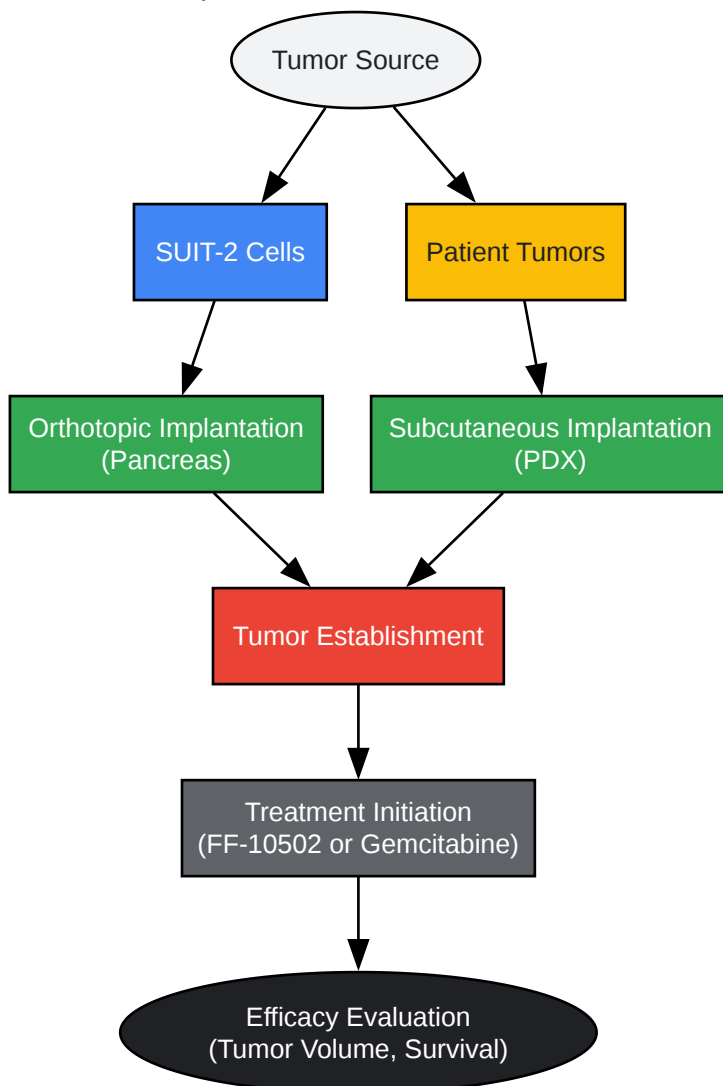 Tumor Source
SUIT-2 Cells
Patient Tumors
Orthotopic Implantation
(Pancreas)
Subcutaneous Implantation
(PDX)
Tumor Establishment
Treatment Initiation
(FF-10502 or Gemcitabine)
Efficacy Evaluation
(Tumor Volume, Survival)